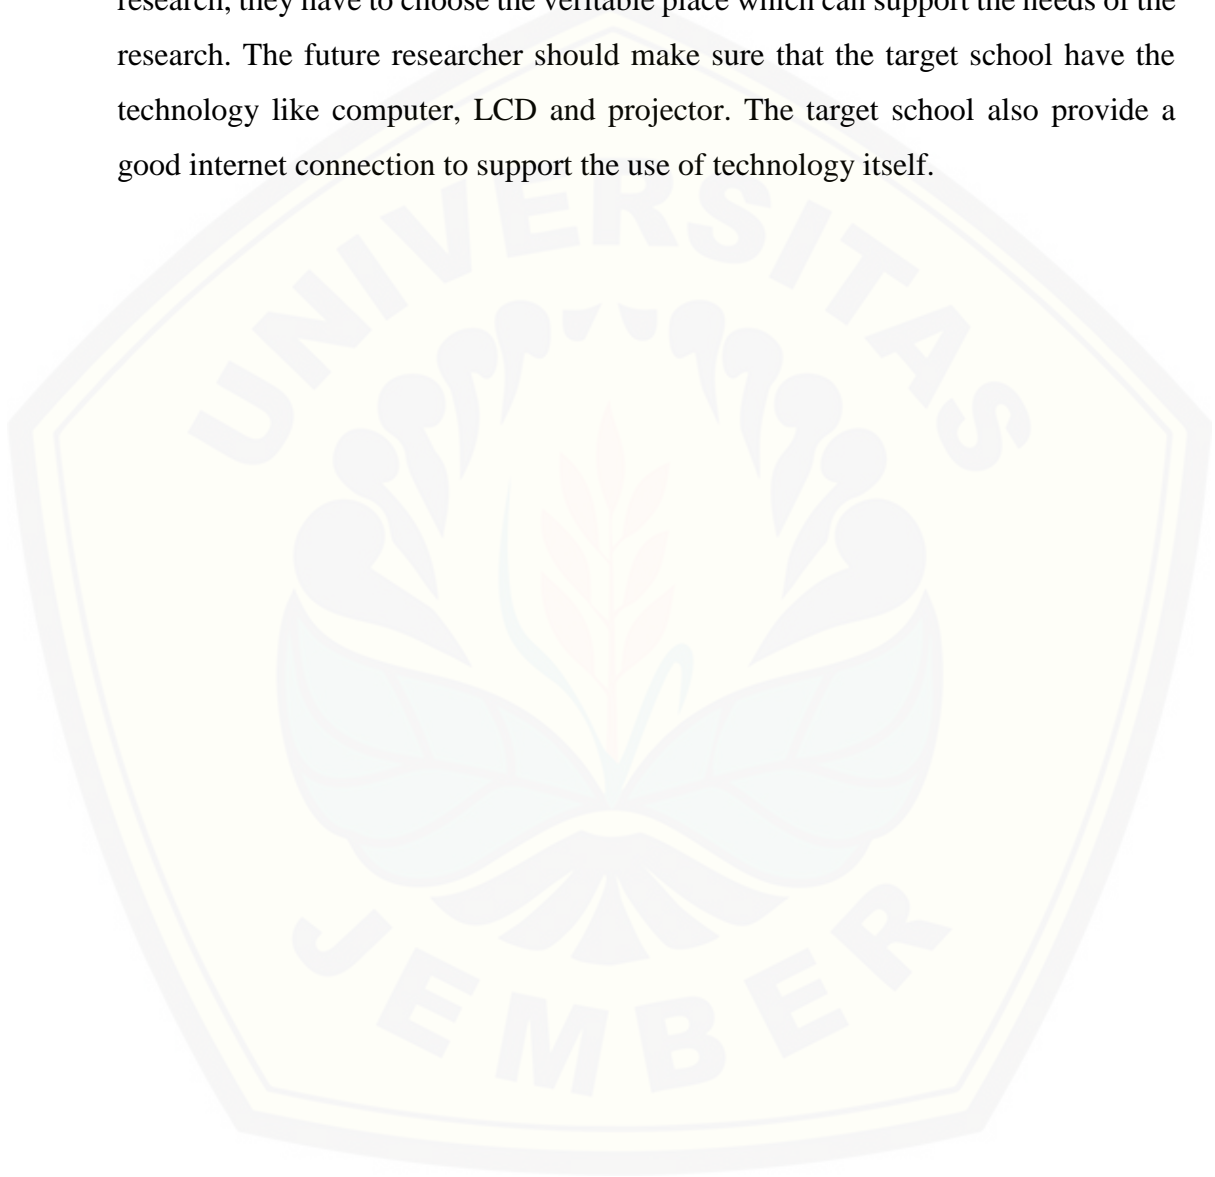 research, they have to choose the veritable place which can support the needs of the
research. The future researcher should make sure that the target school have the
technology like computer, LCD and projector. The target school also provide a
good internet connection to support the use of technology itself.
UNIVERSITAS
JEMBER